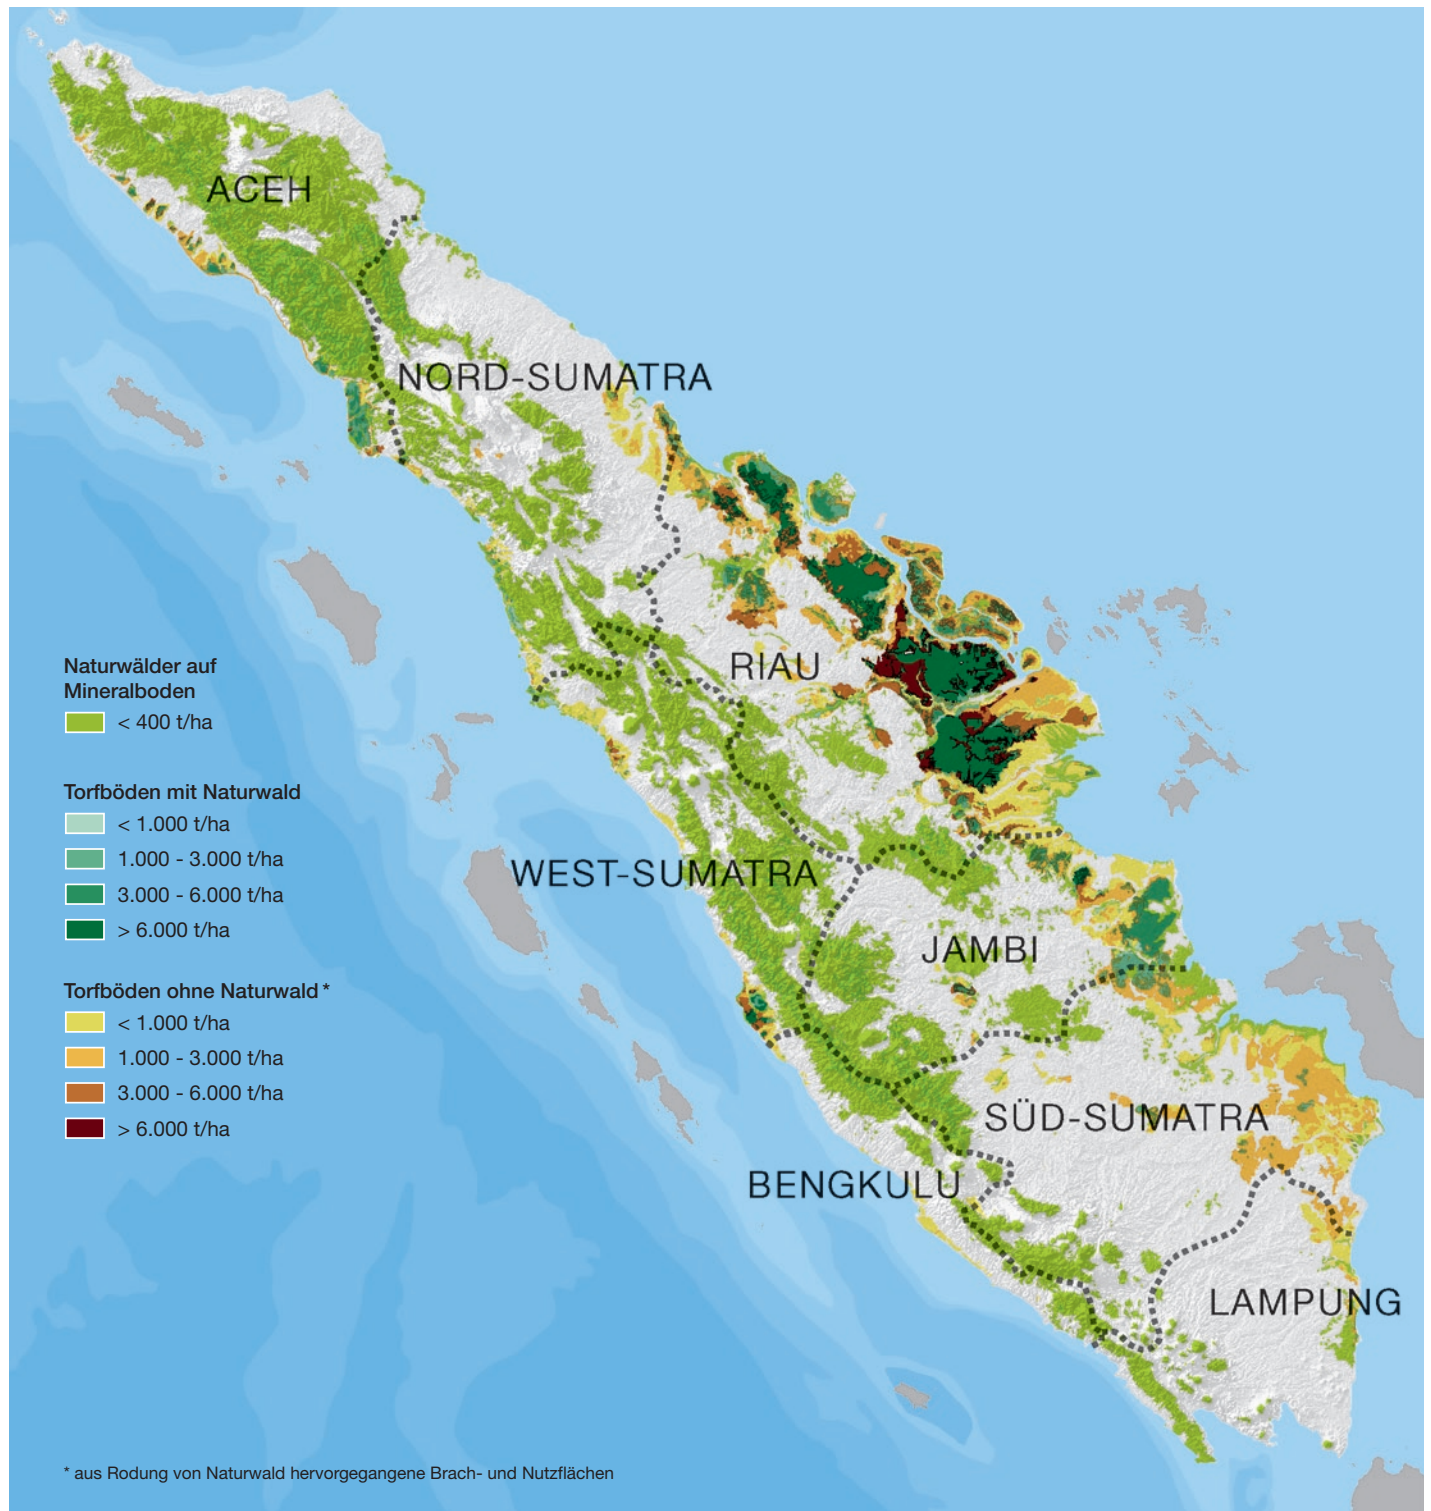 ACEH
NORD-SUMATRA
RIAU
Naturwälder auf
Mineralboden
< 400 t/ha
Torfböden mit Naturwald
< 1.000 t/ha
1.000 - 3.000 t/ha
3.000 - 6.000 t/ha
> 6.000 t/ha
WEST-SUMATRA
JAMBI
Torfböden ohne Naturwald *
< 1.000 t/ha
1.000 - 3.000 t/ha
3.000 - 6.000 t/ha
> 6.000 t/ha
SÜD-SUMATRA
BENGKULU
LAMPUNG
* aus Rodung von Naturwald hervorgegangene Brach- und Nutzflächen